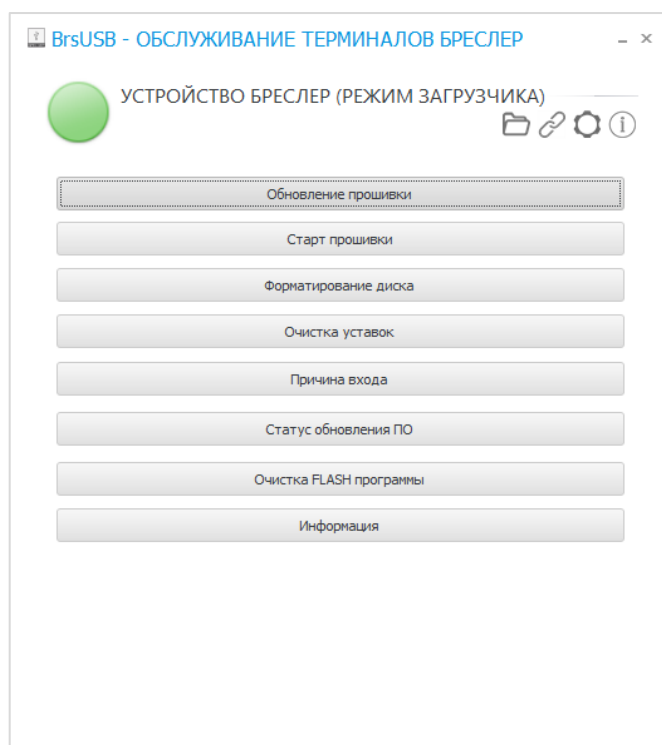 BrsUSB - ОБСЛУЖИВАНИЕ ТЕРМИНАЛОВ БРЕСЛЕР
УСТРОЙСТВО БРЕСЛЕР (РЕЖИМ ЗАГРУЗЧИКА)
Обновление прошивки
Старт прошивки
Форматирование диска
Очистка уставок
Причина входа
Статус обновления ПО
Очистка FLASH программы
Информация